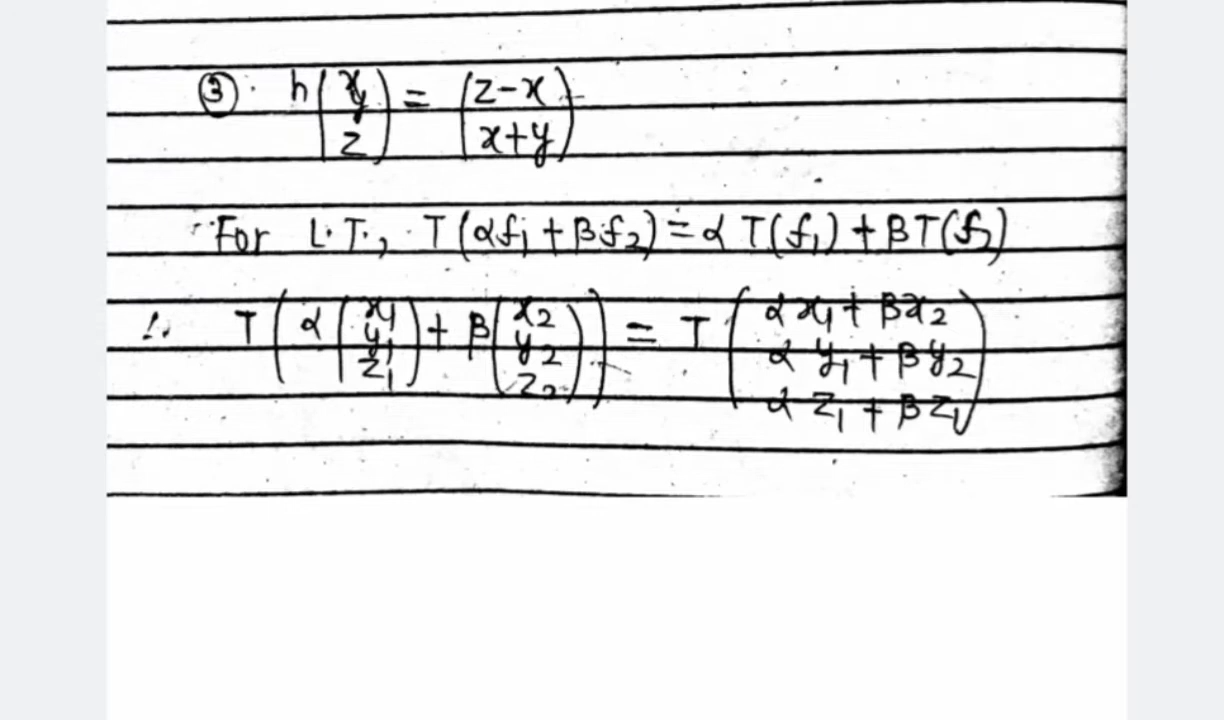 ③. h(x y z) = (z-x x+y)
For L.T., T(αf₁ + βf₂) = α T(f₁) + βT(f₂)
∴ T(α(x₁ y₁ z₁) + β(x₂ y₂ z₂)) = T(αx₁ + βx₂ αy₁ + βy₂ αz₁ + βz₁)